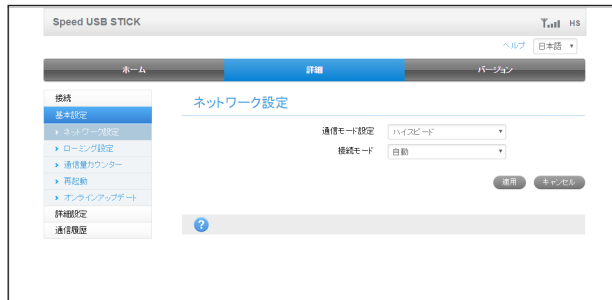 Speed USB STICK
HS
ヘルプ 日本語
ホーム 詳細 バージョン
接続
基本設定
ネットワーク設定
ローミング設定
通信量カウンター
再起動
オンラインアップデート
詳細設定
通信履歴
ネットワーク設定
通信モード設定 ハイスピード
接続モード 自動
適用 キャンセル
?